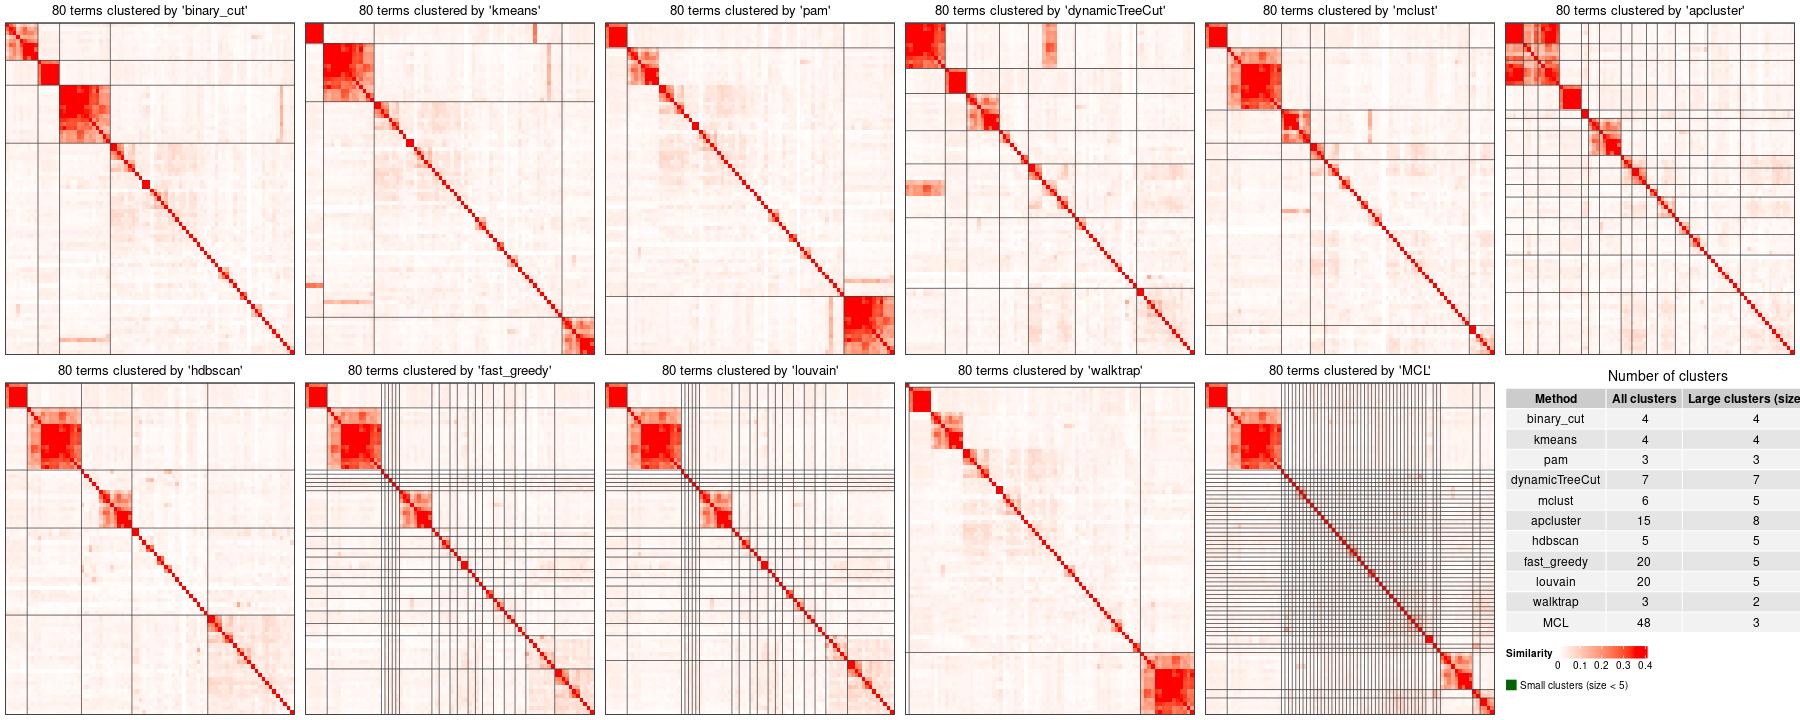 80 terms clustered by 'binary_cut'
80 terms clustered by 'kmeans'
80 terms clustered by 'pam'
80 terms clustered by 'dynamicTreeCut'
80 terms clustered by 'mclust'
80 terms clustered by 'apcluster'
80 terms clustered by 'hdbscan'
80 terms clustered by 'fast_greedy'
80 terms clustered by 'louvain'
80 terms clustered by 'walktrap'
80 terms clustered by 'MCL'
Number of clusters
Method All clusters Large clusters (size
binary_cut 4 4
kmeans 4 4
pam 3 3
dynamicTreeCut 7 7
mclust 6 5
apcluster 15 8
hdbscan 5 5
fast_greedy 20 5
louvain 20 5
walktrap 3 2
MCL 48 3
Similarity
0 0.1 0.2 0.3 0.4
Small clusters (size < 5)